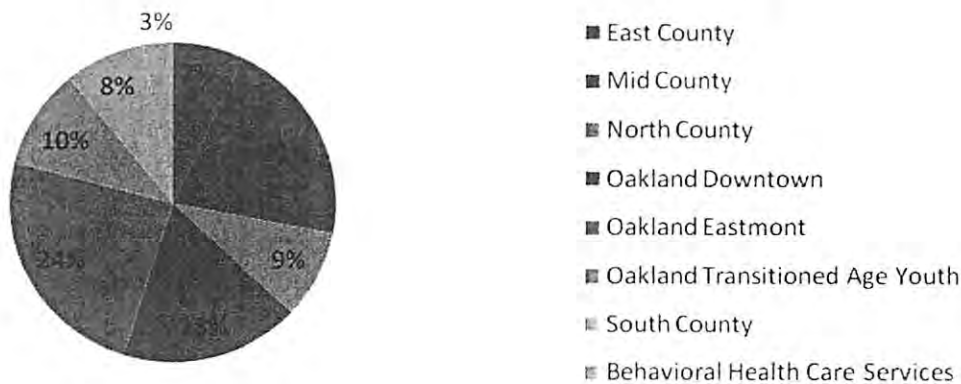 3%
8%
10%
24%
9%
■ East County
■ Mid County
■ North County
■ Oakland Downtown
■ Oakland Eastmont
■ Oakland Transitioned Age Youth
■ South County
■ Behavioral Health Care Services